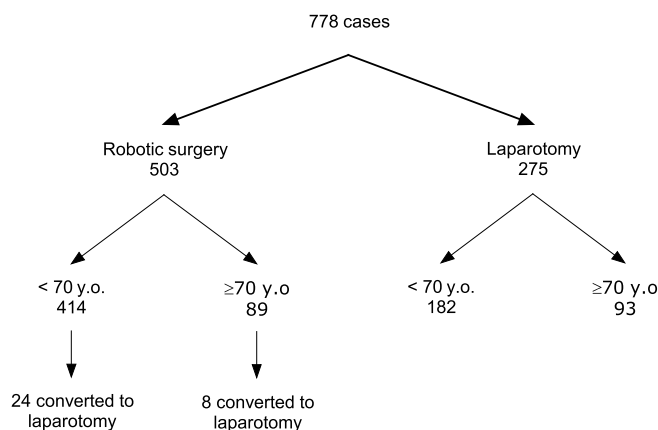 778 cases
Robotic surgery
503
Laparotomy
275
< 70 y.o.
414
≥70 y.o
89
< 70 y.o.
182
≥70 y.o.
93
24 converted to
laparotomy
8 converted to
laparotomy